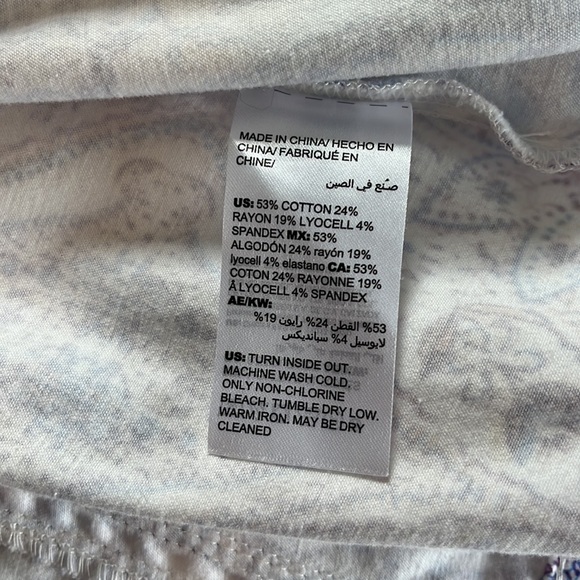 MADE IN CHINA/ HECHO EN
CHINA/ FABRIQUÉ EN
CHINE/
صنع في الصين
US: 53% COTTON 24%
RAYON 19% LYOCELL 4%
SPANDEX MX: 53%
ALGODÓN 24% rayón 19%
lyocell 4% elastano CA: 53%
COTON 24% RAYONNE 19%
À LYOCELL 4% SPANDEX
AE/KW:
53% القطن 24% رايون 19%
لايوسيل 4% سبانديكس
US: TURN INSIDE OUT.
MACHINE WASH COLD.
ONLY NON-CHLORINE
BLEACH. TUMBLE DRY LOW.
WARM IRON. MAY BE DRY
CLEANED